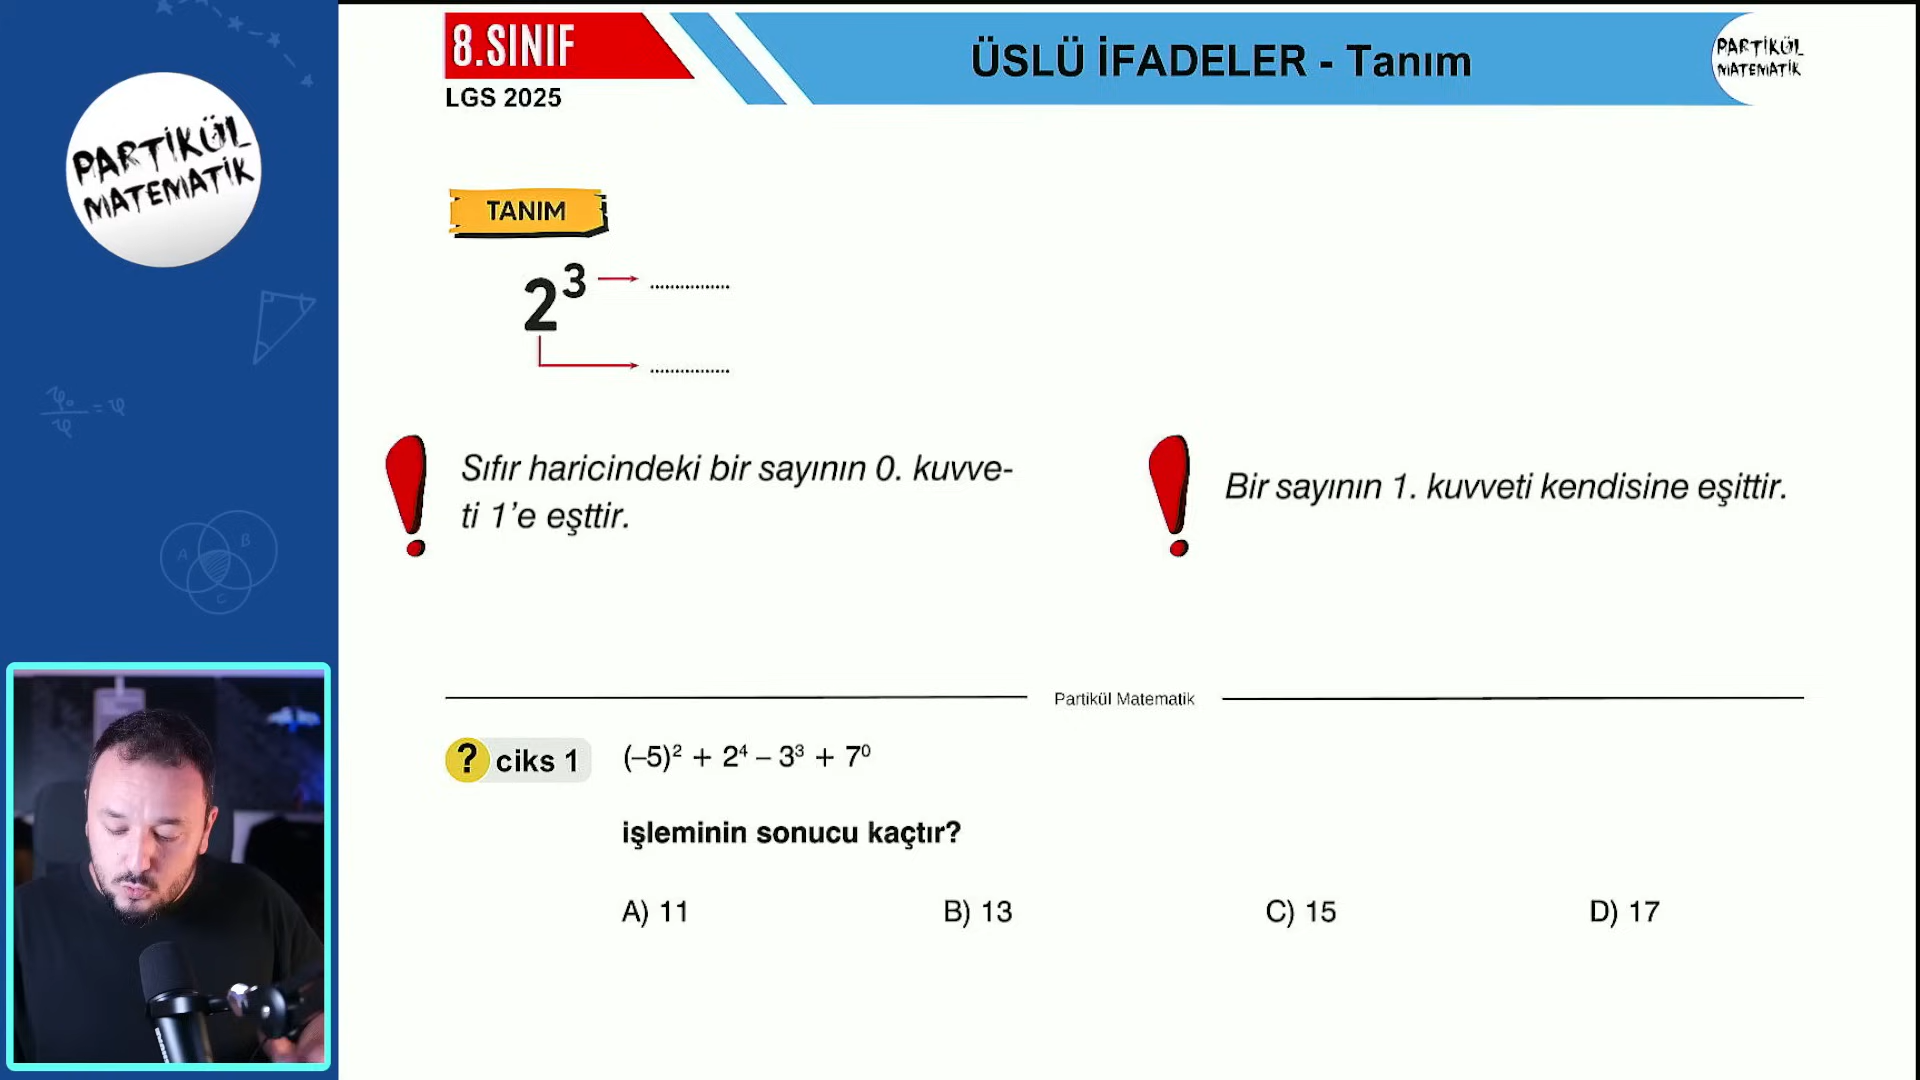 PARTİKÜL
MATEMATİK
8.SINIF
LGS 2025
ÜSLÜ İFADELER - Tanım
PARTİKÜL
MATEMATİK
TANIM
2³ → ................
................
Sıfır haricindeki bir sayının 0. kuvve-
ti 1’e eşttir.
Bir sayının 1. kuvveti kendisine eşittir.
Partikül Matematik
? ciks 1
(–5)² + 2⁴ – 3³ + 7⁰
işleminin sonucu kaçtır?
A) 11 B) 13 C) 15 D) 17
A B
C